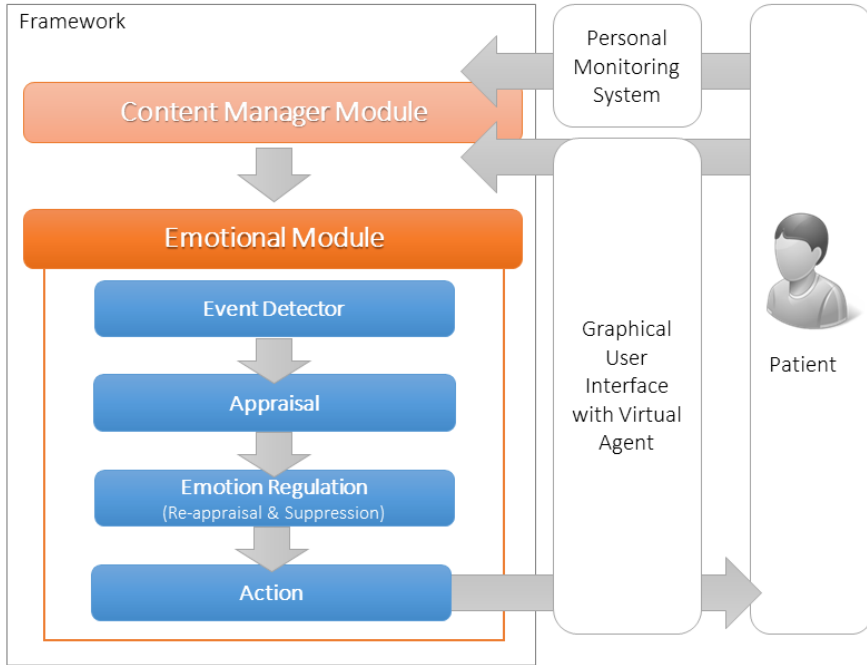 Framework
Personal
Monitoring
System
Content Manager Module
Emotional Module
Event Detector
Appraisal
Emotion Regulation
(Re-appraisal & Suppression)
Action
Graphical
User
Interface
with Virtual
Agent
Patient